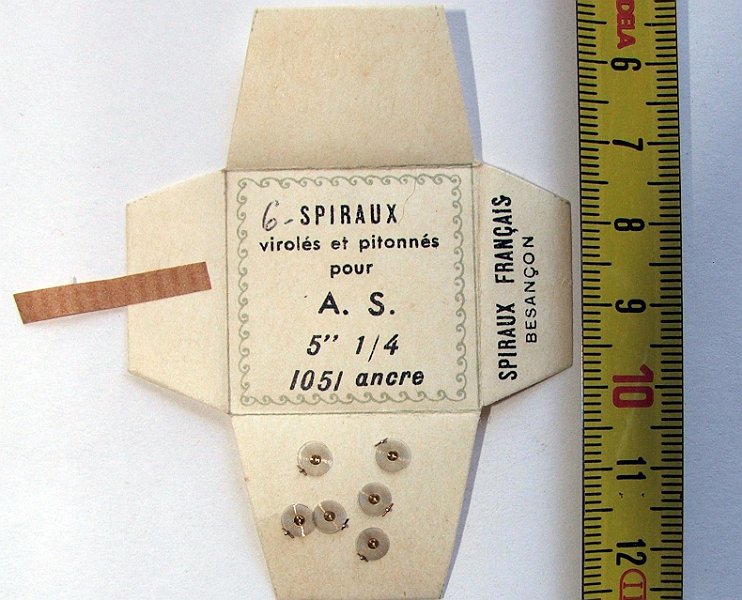 6-SPIRAUX
virolés et pitonnés
pour
A. S.
5" 1/4
1051 ancre
SPIRAUX FRANÇAIS
BESANÇON
DELA
6
7
8
9
10
11
12